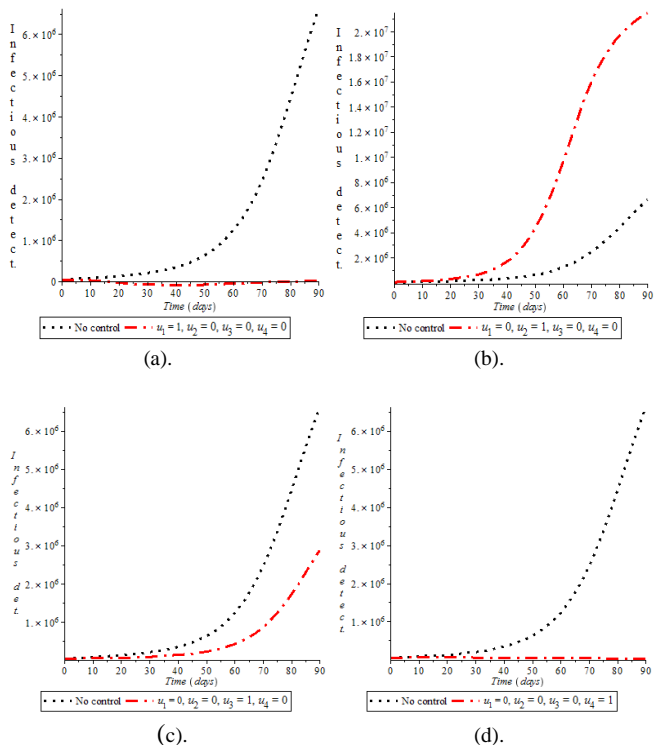 Infectious detect.
6.×10⁶
5.×10⁶
4.×10⁶
3.×10⁶
2.×10⁶
1.×10⁶
0
0 10 20 30 40 50 60 70 80 90
Time (days)
No control u₁ = 1, u₂ = 0, u₃ = 0, u₄ = 0
(a).
Infectious detect.
2.×10⁷
1.8×10⁷
1.6×10⁷
1.4×10⁷
1.2×10⁷
1.×10⁷
8.×10⁶
6.×10⁶
4.×10⁶
2.×10⁶
0 10 20 30 40 50 60 70 80 90
Time (days)
No control u₁ = 0, u₂ = 1, u₃ = 0, u₄ = 0
(b).
Infectious det.
6.×10⁶
5.×10⁶
4.×10⁶
3.×10⁶
2.×10⁶
1.×10⁶
0 10 20 30 40 50 60 70 80 90
Time (days)
No control u₁ = 0, u₂ = 0, u₃ = 1, u₄ = 0
(c).
Infectious detect.
6.×10⁶
5.×10⁶
4.×10⁶
3.×10⁶
2.×10⁶
1.×10⁶
0 10 20 30 40 50 60 70 80 90
Time (days)
No control u₁ = 0, u₂ = 0, u₃ = 0, u₄ = 1
(d).